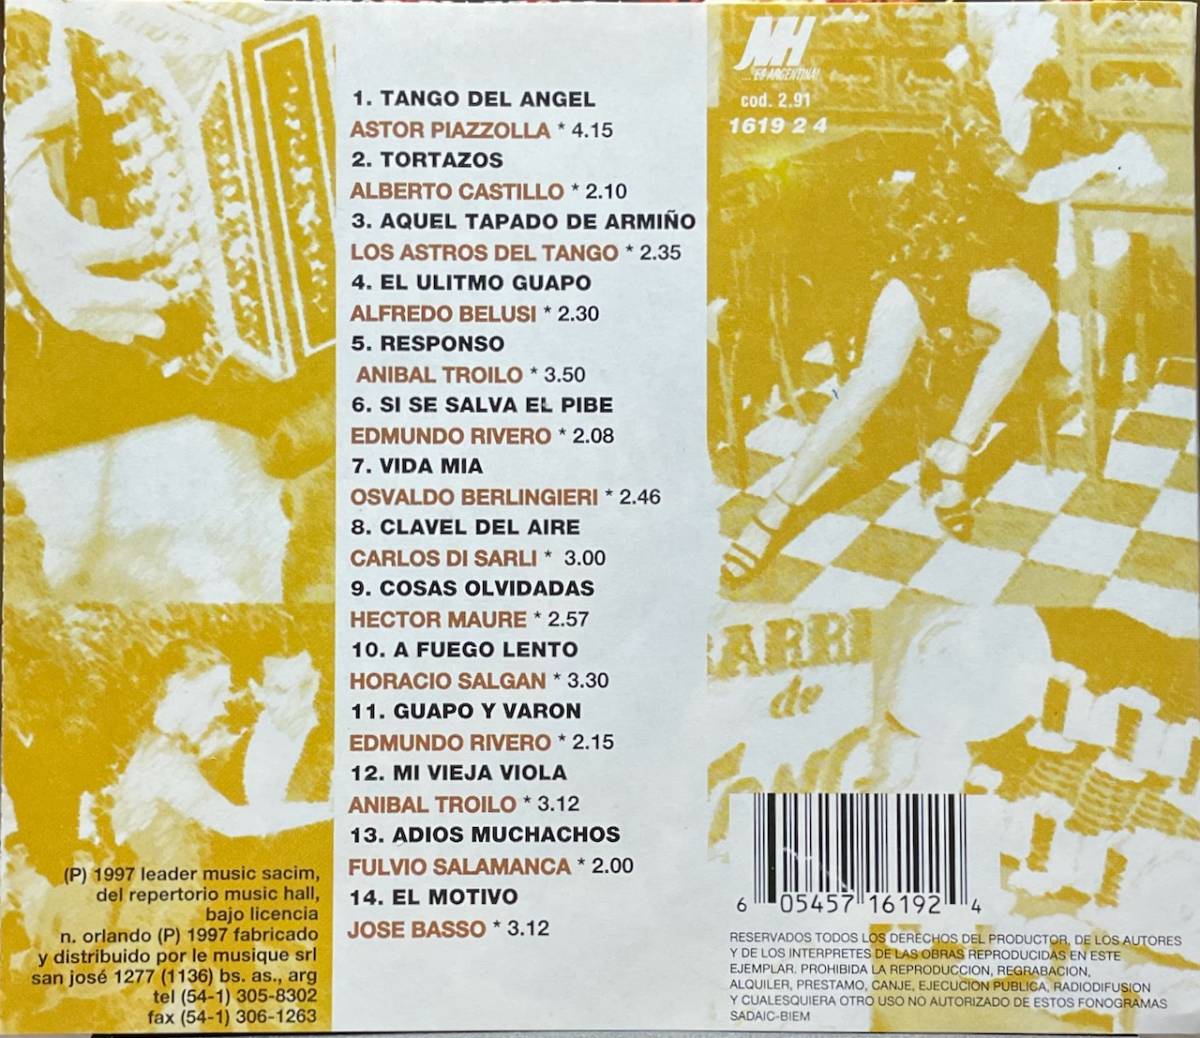 1. TANGO DEL ANGEL
ASTOR PIAZZOLLA * 4.15
2. TORTAZOS
ALBERTO CASTILLO * 2.10
3. AQUEL TAPADO DE ARMIÑO
LOS ASTROS DEL TANGO * 2.35
4. EL ULITMO GUAPO
ALFREDO BELUSI * 2.30
5. RESPONSO
ANIBAL TROILO * 3.50
6. SI SE SALVA EL PIBE
EDMUNDO RIVERO * 2.08
7. VIDA MIA
OSVALDO BERLINGIERI * 2.46
8. CLAVEL DEL AIRE
CARLOS DI SARLI * 3.00
9. COSAS OLVIDADAS
HECTOR MAURE * 2.57
10. A FUEGO LENTO
HORACIO SALGAN * 3.30
11. GUAPO Y VARON
EDMUNDO RIVERO * 2.15
12. MI VIEJA VIOLA
ANIBAL TROILO * 3.12
13. ADIOS MUCHACHOS
FULVIO SALAMANCA * 2.00
14. EL MOTIVO
JOSE BASSO * 3.12
(P) 1997 leader music sacim,
del repertorio music hall,
bajo licencia
n. orlando (P) 1997 fabricado
y distribuido por le musique srl
san josé 1277 (1136) bs. as., arg
tel (54-1) 305-8302
fax (54-1) 306-1263
MH
... ES ARGENTINA!
cod. 2.91
1619 2 4
BARRI
de
6 05457 16192 4
RESERVADOS TODOS LOS DERECHOS DEL PRODUCTOR, DE LOS AUTORES
Y DE LOS INTERPRETES DE LAS OBRAS REPRODUCIDAS EN ESTE
EJEMPLAR. PROHIBIDA LA REPRODUCCION, REGRABACION,
ALQUILER, PRESTAMO, CANJE, EJECUCION PUBLICA, RADIODIFUSION
Y CUALESQUIERA OTRO USO NO AUTORIZADO DE ESTOS FONOGRAMAS
SADAIC-BIEM